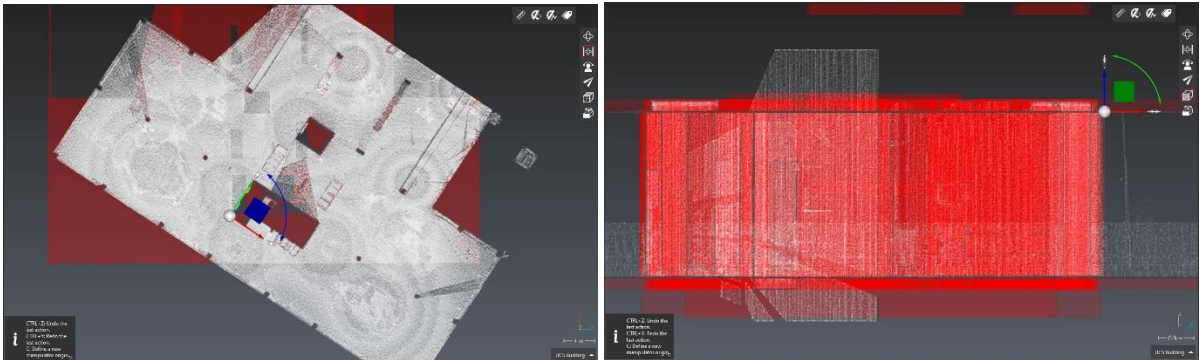 CTRL+Z: Undo the
last action.
CTRL+Y: Redo the
last action.
C: Define a new
manipulator origin.
UCS Building
CTRL+Z: Undo the
last action.
CTRL+Y: Redo the
last action.
C: Define a new
manipulator origin.
UCS Building